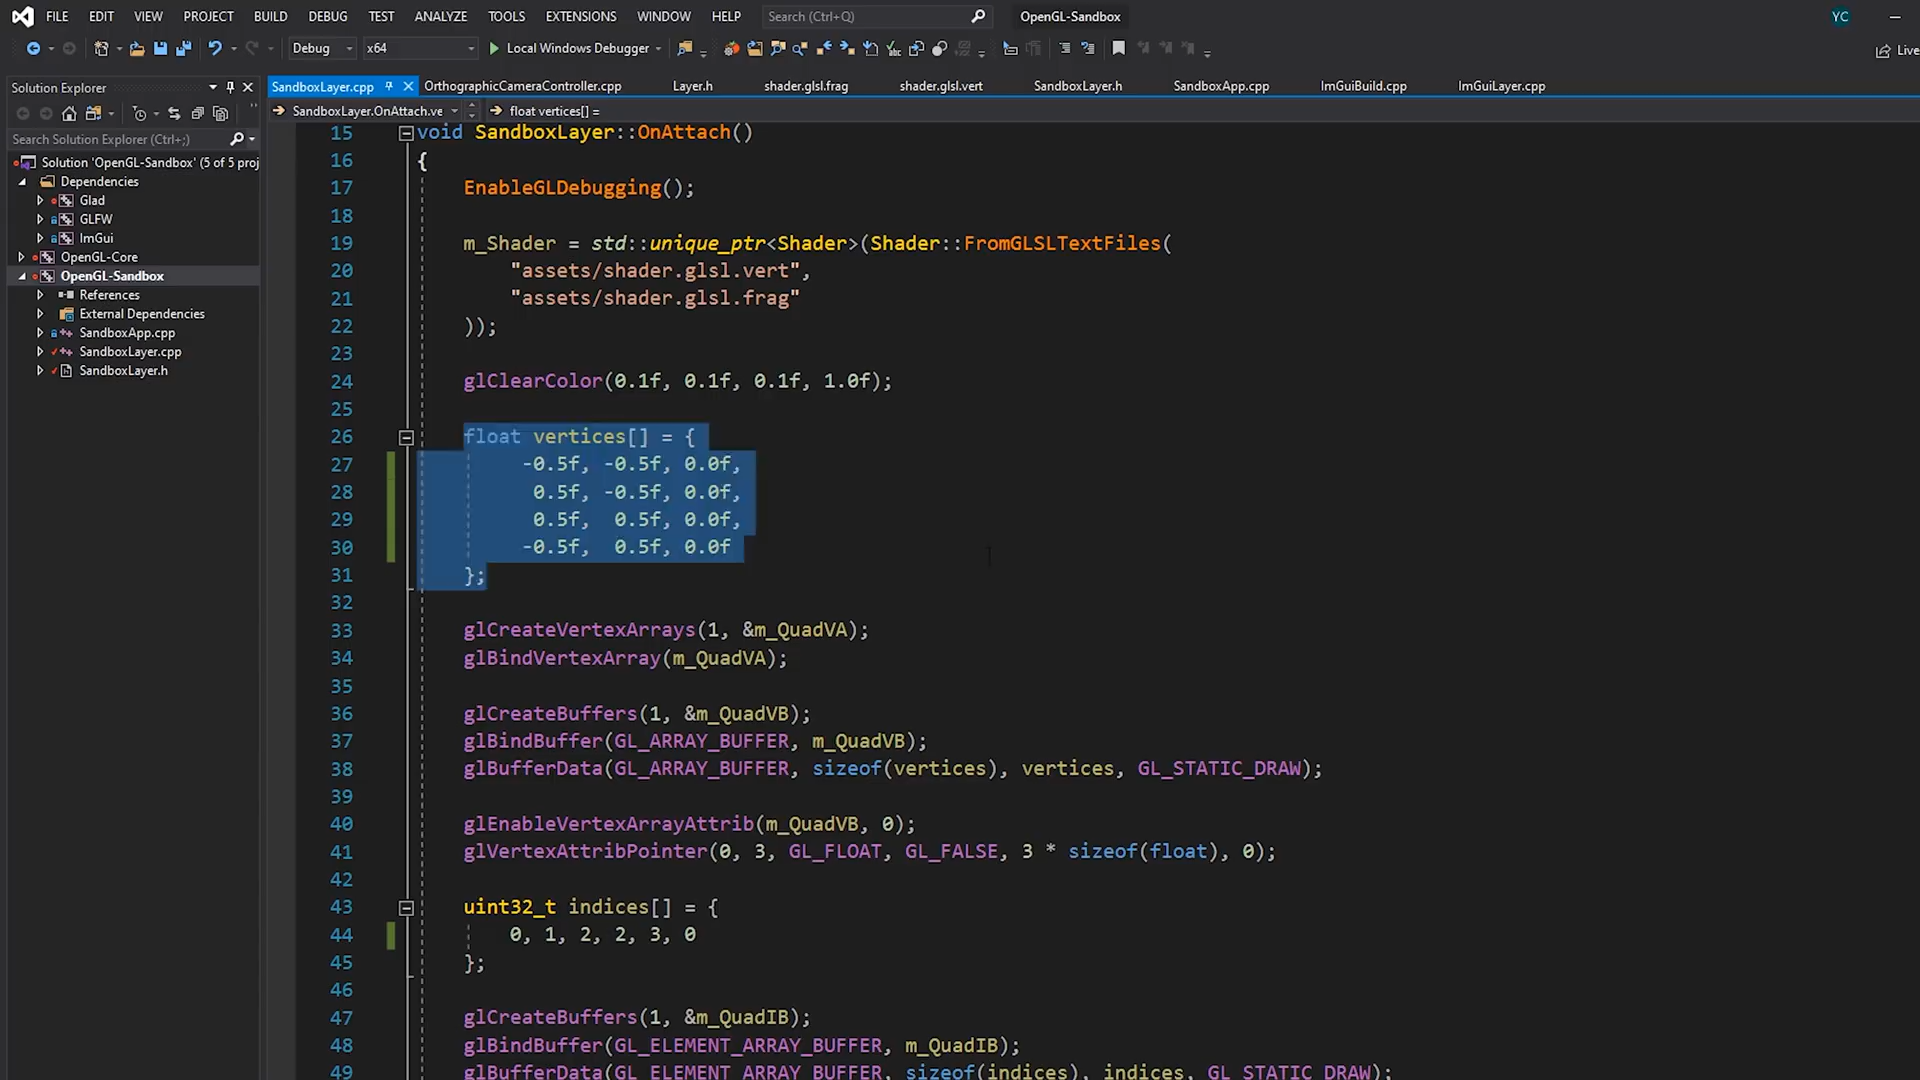 FILE EDIT VIEW PROJECT BUILD DEBUG TEST ANALYZE TOOLS EXTENSIONS WINDOW HELP Search (Ctrl+Q) OpenGL-Sandbox YC
Debug x64 Local Windows Debugger Live
Solution Explorer
Search Solution Explorer (Ctrl+;)
Solution 'OpenGL-Sandbox' (5 of 5 proj
Dependencies
Glad
GLFW
ImGui
OpenGL-Core
OpenGL-Sandbox
References
External Dependencies
SandboxApp.cpp
SandboxLayer.cpp
SandboxLayer.h
SandboxLayer.cpp OrthographicCameraController.cpp Layer.h shader.glsl.frag shader.glsl.vert SandboxLayer.h SandboxApp.cpp ImGuiBuild.cpp ImGuiLayer.cpp
SandboxLayer.OnAttach.ve float vertices[] =
15 void SandboxLayer::OnAttach()
16 {
17 EnableGLDebugging();
18
19 m_Shader = std::unique_ptr<Shader>(Shader::FromGLSLTextFiles(
20 "assets/shader.glsl.vert",
21 "assets/shader.glsl.frag"
22 ));
23
24 glClearColor(0.1f, 0.1f, 0.1f, 1.0f);
25
26 float vertices[] = {
27 -0.5f, -0.5f, 0.0f,
28 0.5f, -0.5f, 0.0f,
29 0.5f, 0.5f, 0.0f,
30 -0.5f, 0.5f, 0.0f
31 };
32
33 glCreateVertexArrays(1, &m_QuadVA);
34 glBindVertexArray(m_QuadVA);
35
36 glCreateBuffers(1, &m_QuadVB);
37 glBindBuffer(GL_ARRAY_BUFFER, m_QuadVB);
38 glBufferData(GL_ARRAY_BUFFER, sizeof(vertices), vertices, GL_STATIC_DRAW);
39
40 glEnableVertexArrayAttrib(m_QuadVB, 0);
41 glVertexAttribPointer(0, 3, GL_FLOAT, GL_FALSE, 3 * sizeof(float), 0);
42
43 uint32_t indices[] = {
44 0, 1, 2, 2, 3, 0
45 };
46
47 glCreateBuffers(1, &m_QuadIB);
48 glBindBuffer(GL_ELEMENT_ARRAY_BUFFER, m_QuadIB);
49 glBufferData(GL_ELEMENT_ARRAY_BUFFER, sizeof(indices), indices, GL_STATIC_DRAW);